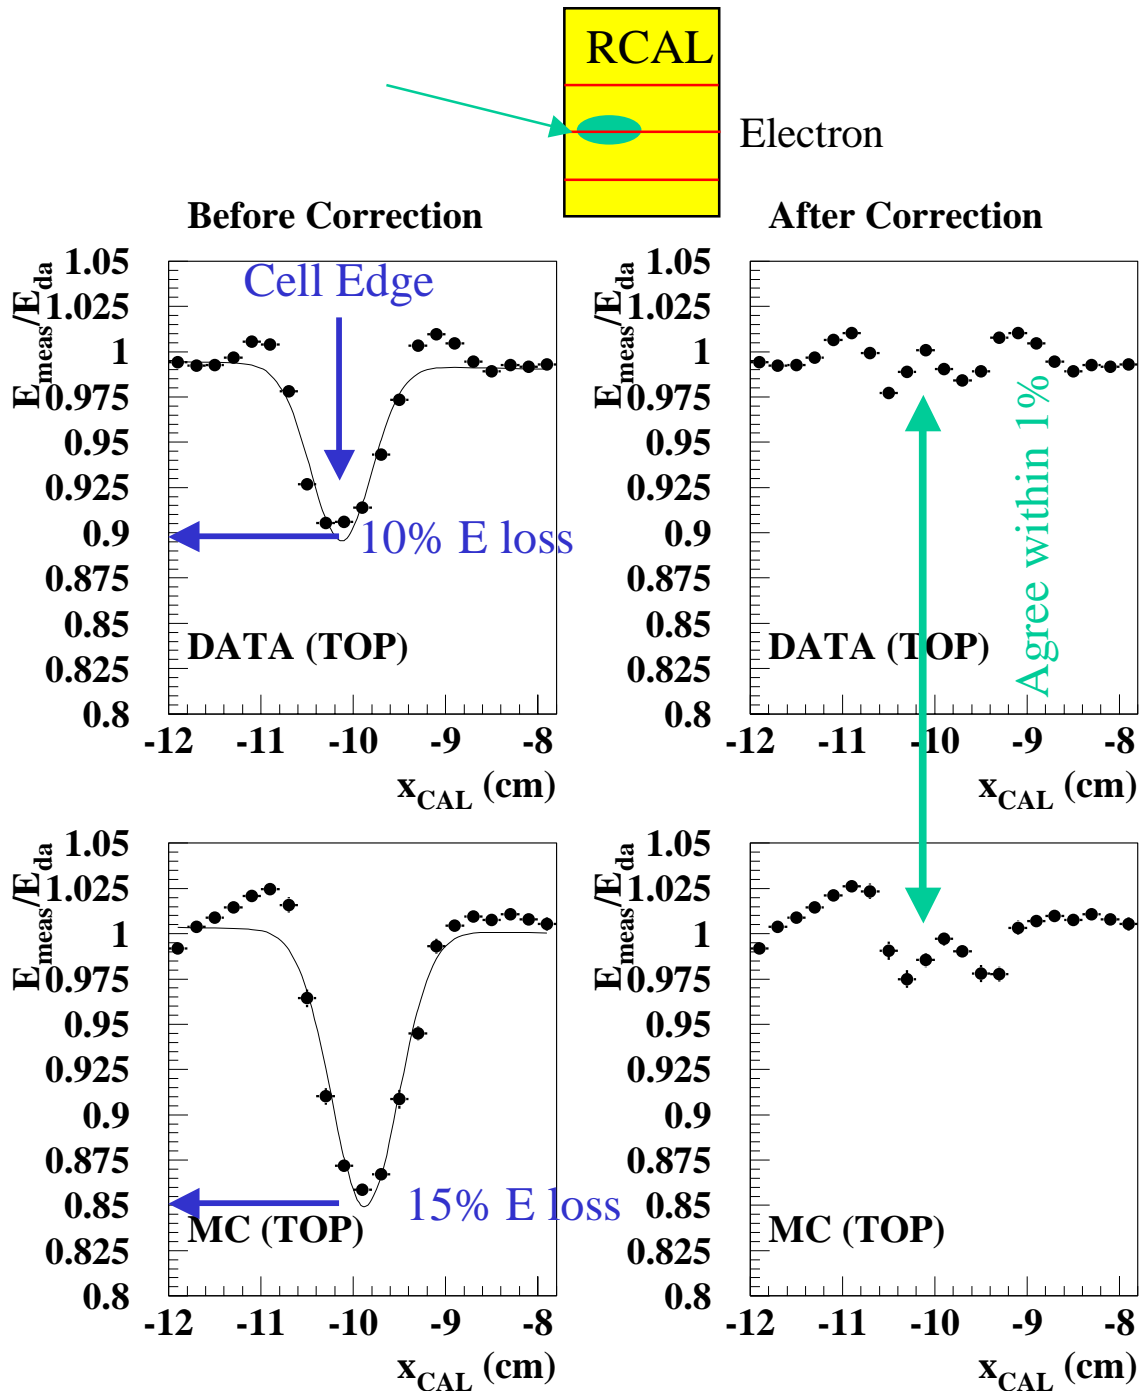 RCAL
Electron
Before Correction
After Correction
E_meas/E_da
1.05
1.025
1
0.975
0.95
0.925
0.9
0.875
0.85
0.825
0.8
Cell Edge
10% E loss
DATA (TOP)
-12 -11 -10 -9 -8
x_CAL (cm)
E_meas/E_da
1.05
1.025
1
0.975
0.95
0.925
0.9
0.875
0.85
0.825
0.8
Agree within 1%
DATA (TOP)
-12 -11 -10 -9 -8
x_CAL (cm)
E_meas/E_da
1.05
1.025
1
0.975
0.95
0.925
0.9
0.875
0.85
0.825
0.8
15% E loss
MC (TOP)
-12 -11 -10 -9 -8
x_CAL (cm)
E_meas/E_da
1.05
1.025
1
0.975
0.95
0.925
0.9
0.875
0.85
0.825
0.8
MC (TOP)
-12 -11 -10 -9 -8
x_CAL (cm)